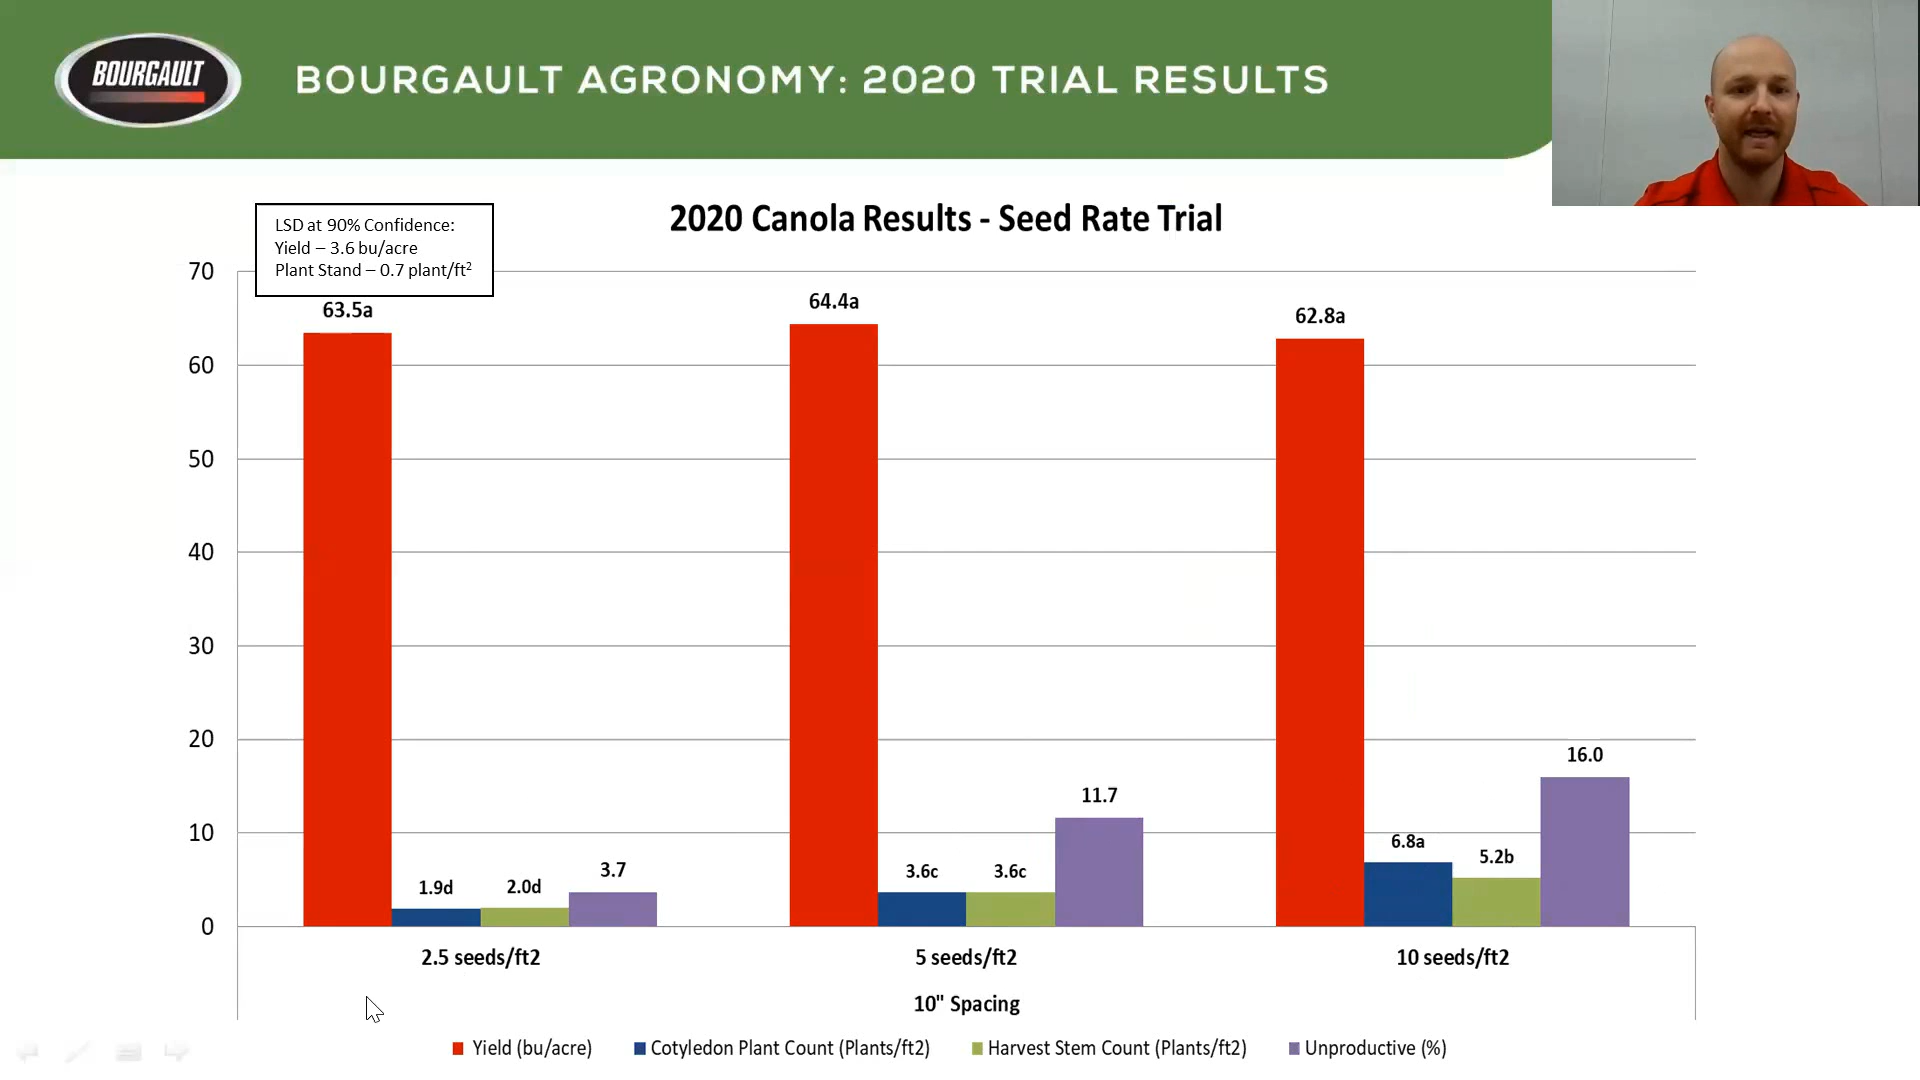 BOURGAULT
BOURGAULT AGRONOMY: 2020 TRIAL RESULTS
2020 Canola Results - Seed Rate Trial
LSD at 90% Confidence:
Yield – 3.6 bu/acre
Plant Stand – 0.7 plant/ft²
70
60
50
40
30
20
10
0
63.5a
1.9d
2.0d
3.7
64.4a
3.6c
3.6c
11.7
62.8a
6.8a
5.2b
16.0
2.5 seeds/ft2
5 seeds/ft2
10 seeds/ft2
10" Spacing
Yield (bu/acre)
Cotyledon Plant Count (Plants/ft2)
Harvest Stem Count (Plants/ft2)
Unproductive (%)